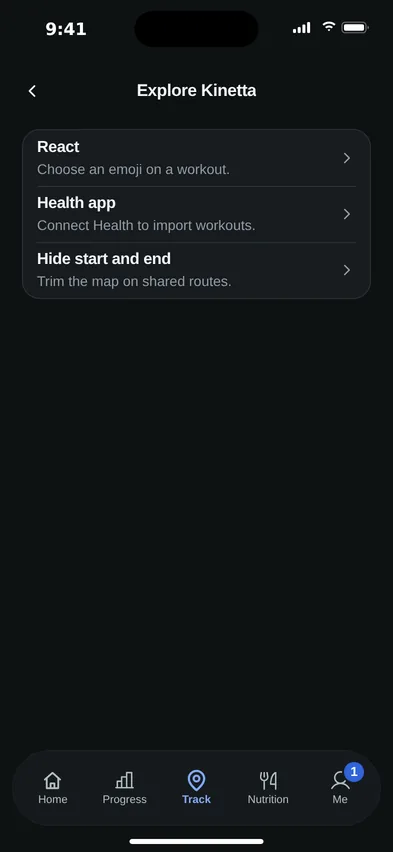 9:41
Explore Kinetta
React
Choose an emoji on a workout.
Health app
Connect Health to import workouts.
Hide start and end
Trim the map on shared routes.
1
Home
Progress
Track
Nutrition
Me